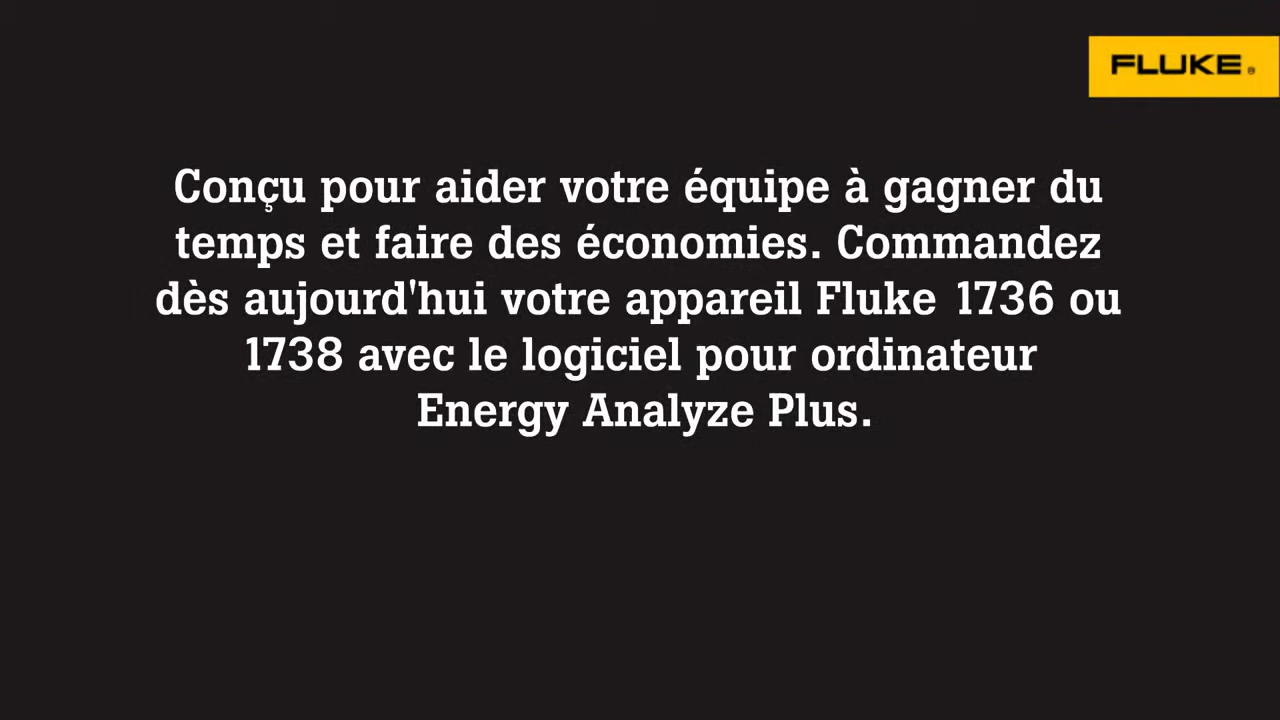 FLUKE®
Conçu pour aider votre équipe à gagner du
temps et faire des économies. Commandez
dès aujourd'hui votre appareil Fluke 1736 ou
1738 avec le logiciel pour ordinateur
Energy Analyze Plus.